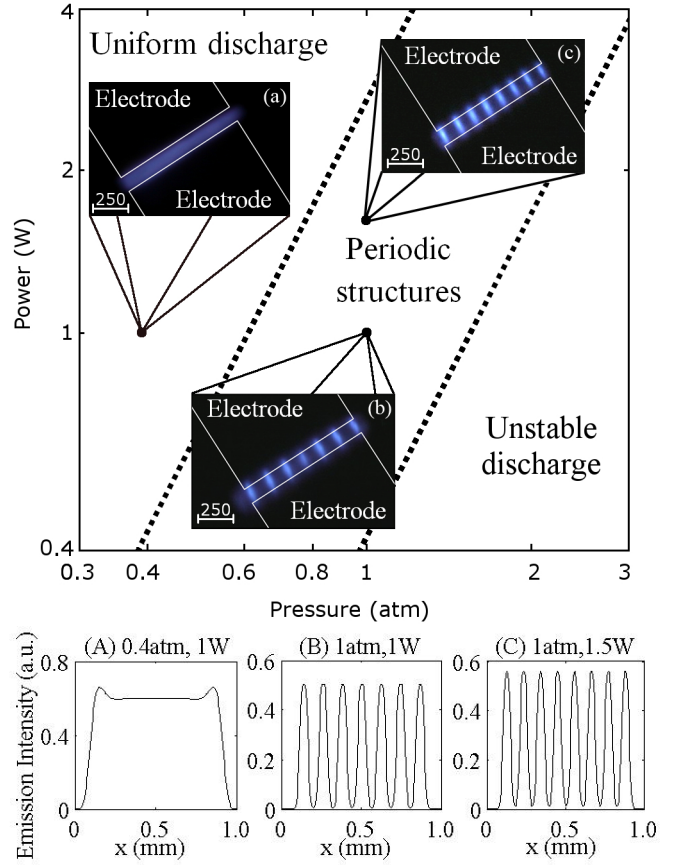 4
Uniform discharge
Electrode
(a)
250
Electrode
Electrode
(c)
250
Electrode
2
Power (W)
Periodic
structures
1
Electrode
(b)
250
Electrode
Unstable
discharge
0.4
0.3
0.4
0.6
0.8
1
2
3
Pressure (atm)
Emission Intensity (a.u.)
(A) 0.4atm, 1W
0.8
0.4
0
0
0.5
1.0
x (mm)
(B) 1atm,1W
0.6
0.4
0.2
0
0
0.5
1.0
x (mm)
(C) 1atm,1.5W
0.6
0.4
0.2
0
0
0.5
1.0
x (mm)